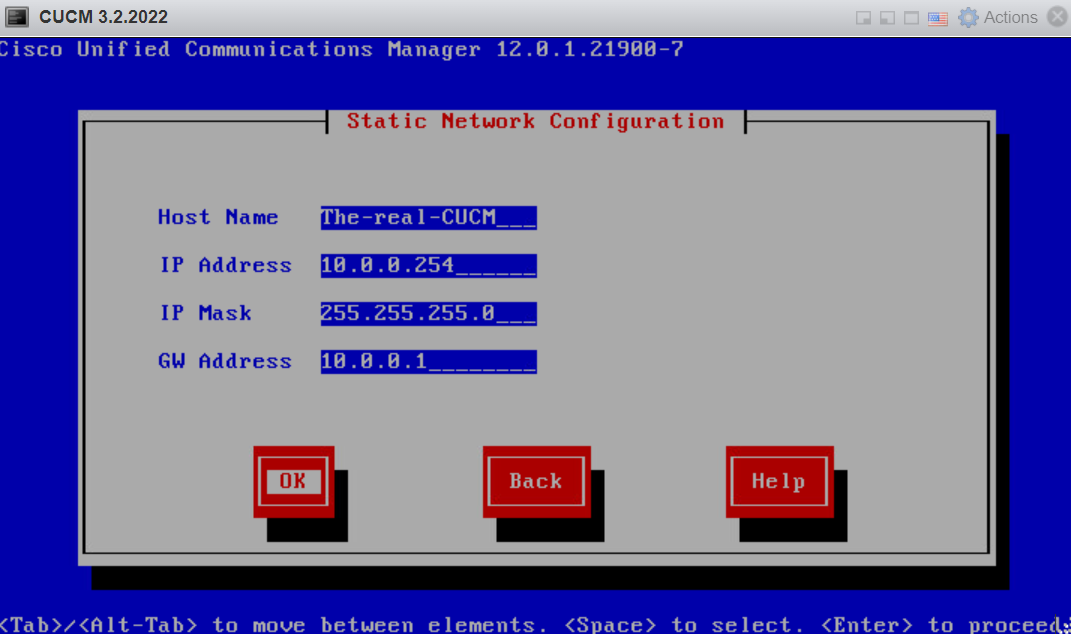 CUCM 3.2.2022
Actions
Cisco Unified Communications Manager 12.0.1.21900-7
Static Network Configuration
Host Name The-real-CUCM___
IP Address 10.0.0.254______
IP Mask 255.255.255.0___
GW Address 10.0.0.1________
OK Back Help
<Tab>/<Alt-Tab> to move between elements. <Space> to select. <Enter> to proceed.